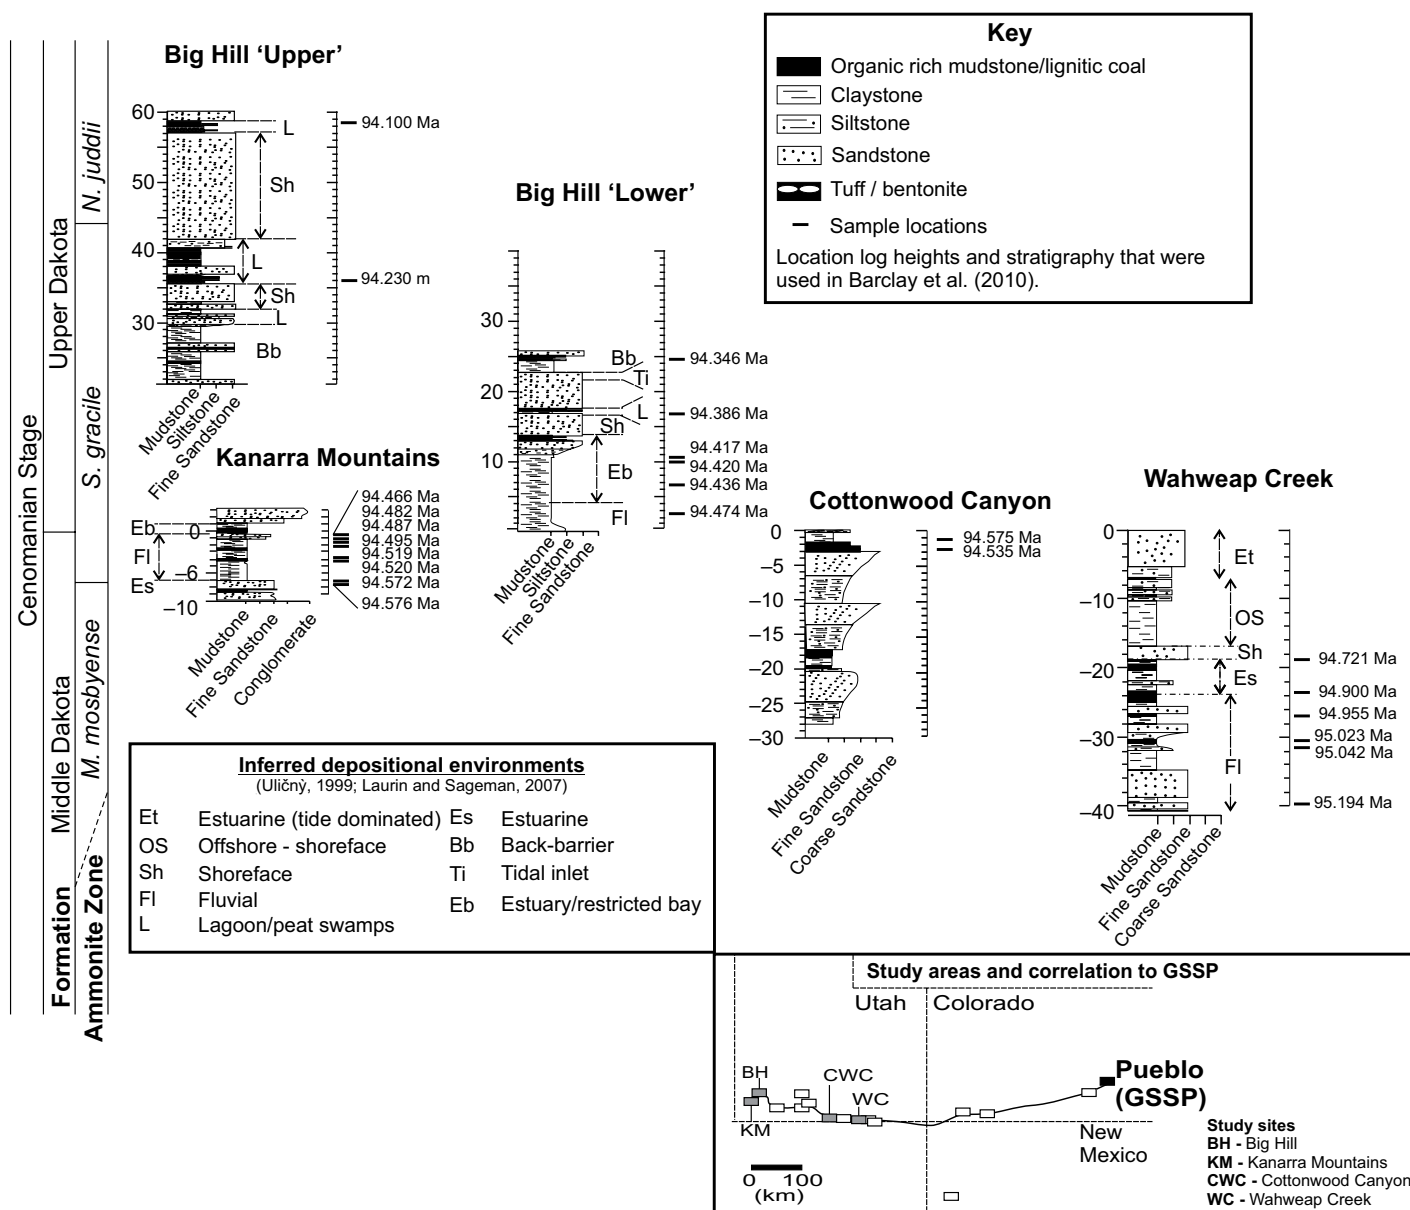 Big Hill ‘Upper’
60
50
40
30
L
Sh
L
Sh
L
Bb
94.100 Ma
94.230 m
Mudstone
Siltstone
Fine Sandstone
Cenomanian Stage
Upper Dakota
Middle Dakota
Formation
N. juddii
S. gracile
M. mosbyense
Ammonite Zone
Big Hill ‘Lower’
30
20
10
Bb
Ti
L
Sh
Eb
Fl
94.346 Ma
94.386 Ma
94.417 Ma
94.420 Ma
94.436 Ma
94.474 Ma
Mudstone
Siltstone
Fine Sandstone
Key
Organic rich mudstone/lignitic coal
Claystone
Siltstone
Sandstone
Tuff / bentonite
Sample locations
Location log heights and stratigraphy that were
used in Barclay et al. (2010).
Kanarra Mountains
Eb
Fl
Es
0
–6
–10
94.466 Ma
94.482 Ma
94.487 Ma
94.495 Ma
94.519 Ma
94.520 Ma
94.572 Ma
94.576 Ma
Mudstone
Fine Sandstone
Conglomerate
Cottonwood Canyon
0
–5
–10
–15
–20
–25
–30
94.575 Ma
94.535 Ma
Mudstone
Fine Sandstone
Coarse Sandstone
Wahweap Creek
0
–10
–20
–30
–40
Et
OS
Sh
Es
Fl
94.721 Ma
94.900 Ma
94.955 Ma
95.023 Ma
95.042 Ma
95.194 Ma
Mudstone
Fine Sandstone
Coarse Sandstone
Inferred depositional environments
(Uličnỳ, 1999; Laurin and Sageman, 2007)
Et Estuarine (tide dominated) Es Estuarine
OS Offshore - shoreface Bb Back-barrier
Sh Shoreface Ti Tidal inlet
Fl Fluvial Eb Estuary/restricted bay
L Lagoon/peat swamps
Study areas and correlation to GSSP
Utah Colorado
BH
KM
CWC
WC
Pueblo
(GSSP)
New
Mexico
0 100
(km)
Study sites
BH - Big Hill
KM - Kanarra Mountains
CWC - Cottonwood Canyon
WC - Wahweap Creek